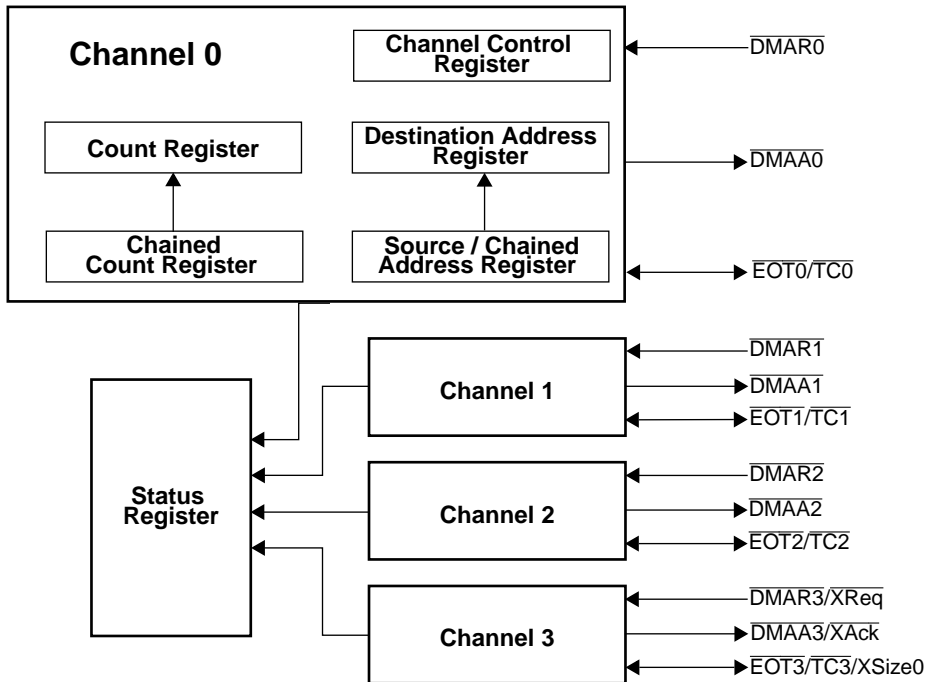 Channel 0
Channel Control
Register
DMAR0
Count Register
Destination Address
Register
DMAA0
Chained
Count Register
Source / Chained
Address Register
EOT0/TC0
Channel 1
DMAR1
DMAA1
EOT1/TC1
Status
Register
Channel 2
DMAR2
DMAA2
EOT2/TC2
Channel 3
DMAR3/XReq
DMAA3/XAck
EOT3/TC3/XSize0